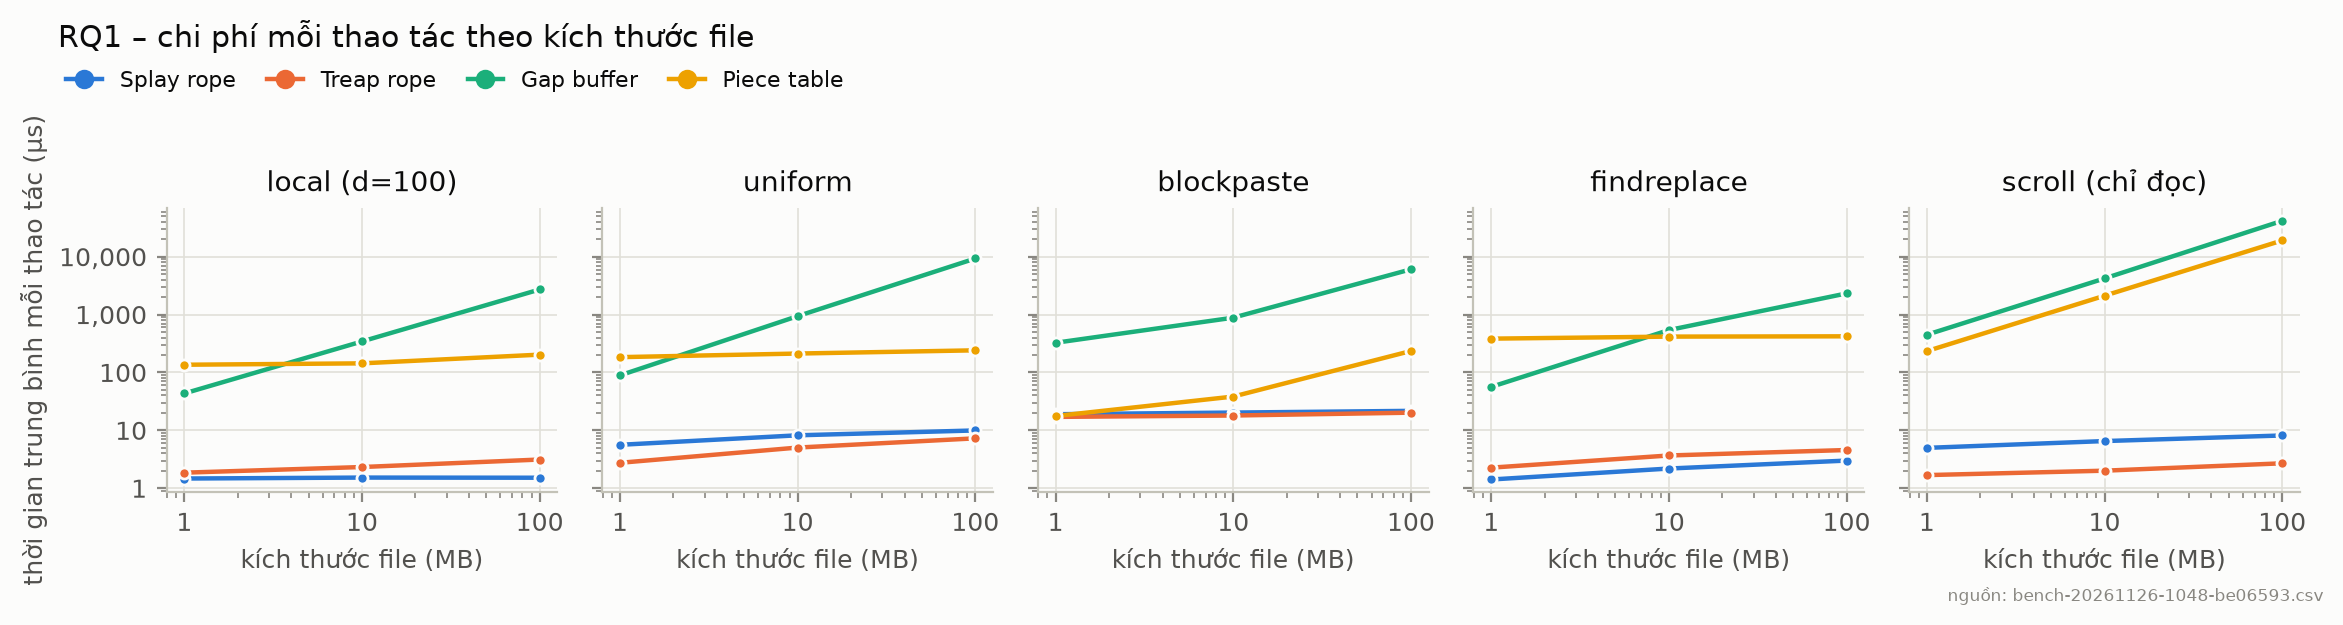 RQ1 – chi phí mỗi thao tác theo kích thước file
Splay rope Treap rope Gap buffer Piece table
thời gian trung bình mỗi thao tác (µs)
local (d=100)
10,000
1,000
100
10
1
1 10 100
kích thước file (MB)
uniform
1 10 100
kích thước file (MB)
blockpaste
1 10 100
kích thước file (MB)
findreplace
1 10 100
kích thước file (MB)
scroll (chỉ đọc)
1 10 100
kích thước file (MB)
nguồn: bench-20261126-1048-be06593.csv